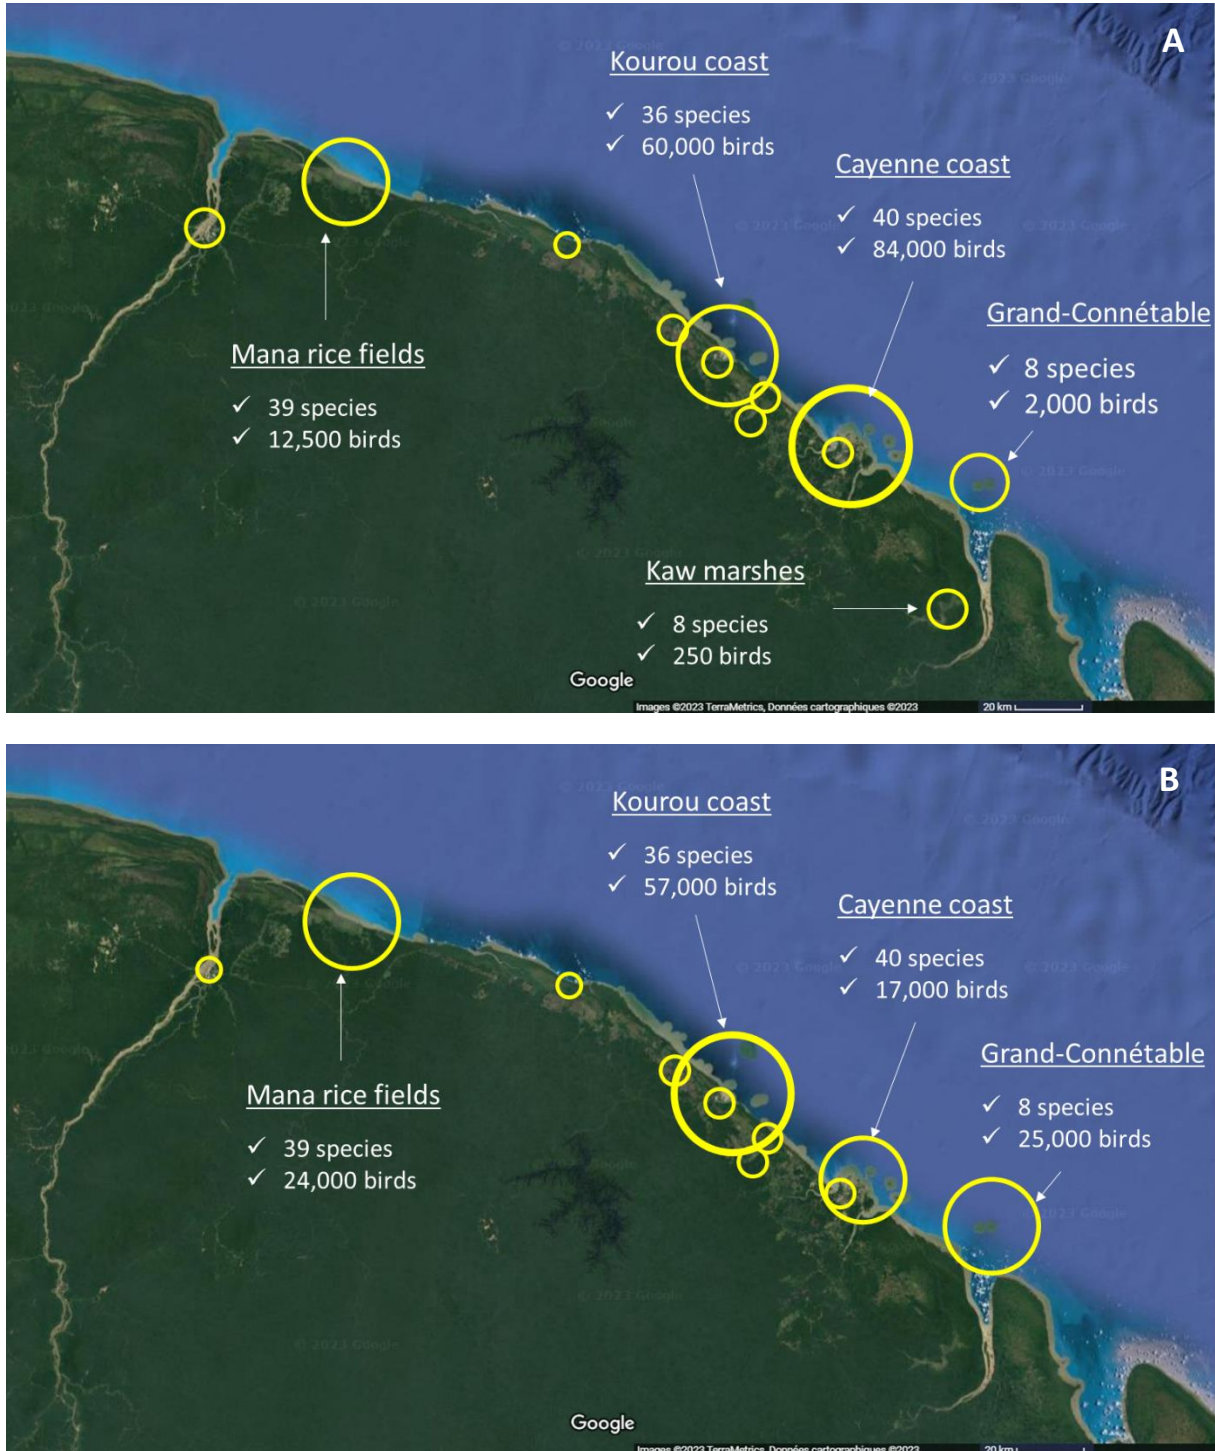 A
© 2023 Google
Kourou coast
✓ 36 species
✓ 60,000 birds
Cayenne coast
✓ 40 species
✓ 84,000 birds
Grand-Connétable
✓ 8 species
✓ 2,000 birds
Mana rice fields
✓ 39 species
✓ 12,500 birds
Kaw marshes
✓ 8 species
✓ 250 birds
Google
Images ©2023 TerraMetrics, Données cartographiques ©2023 20 km
B
Kourou coast
✓ 36 species
✓ 57,000 birds
Cayenne coast
✓ 40 species
✓ 17,000 birds
Grand-Connétable
✓ 8 species
✓ 25,000 birds
Mana rice fields
✓ 39 species
✓ 24,000 birds
Google
Images ©2023 TerraMetrics, Données cartographiques ©2023 20 km